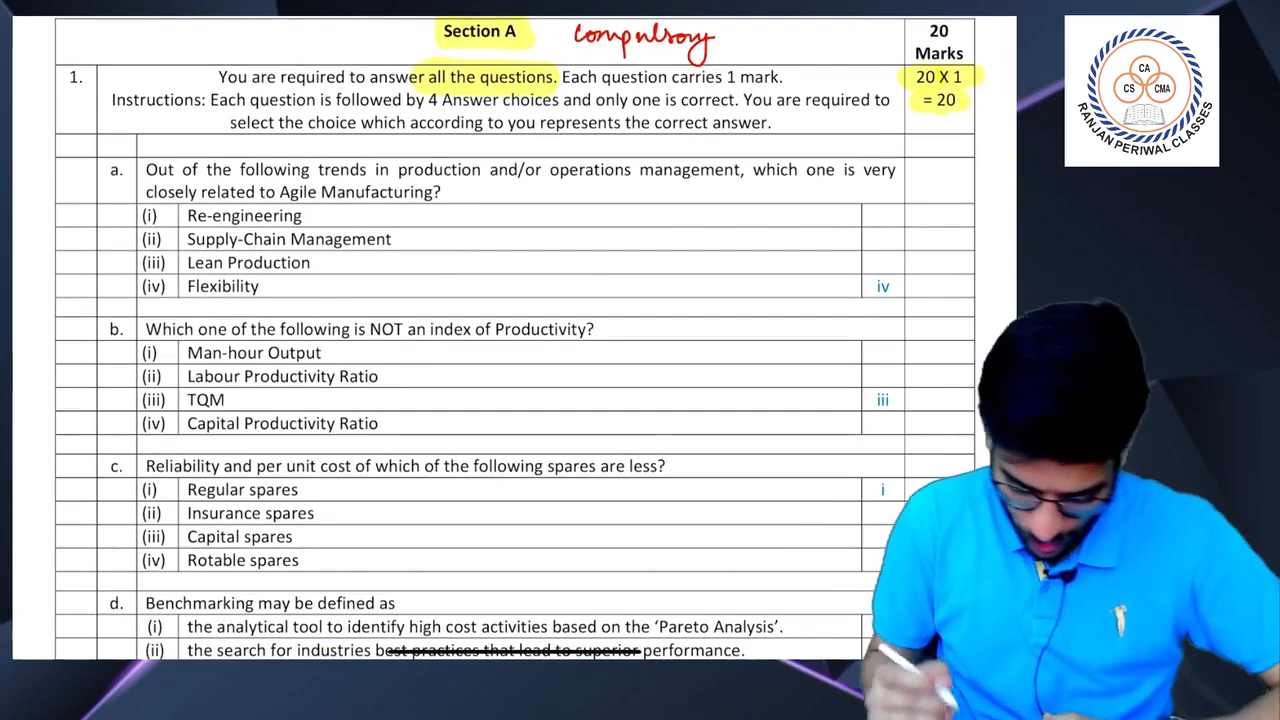 Section A
compulsory
20
Marks
1.
You are required to answer all the questions. Each question carries 1 mark.
20 X 1
Instructions: Each question is followed by 4 Answer choices and only one is correct. You are required to
= 20
select the choice which according to you represents the correct answer.
a. Out of the following trends in production and/or operations management, which one is very
closely related to Agile Manufacturing?
(i) Re-engineering
(ii) Supply-Chain Management
(iii) Lean Production
(iv) Flexibility iv
b. Which one of the following is NOT an index of Productivity?
(i) Man-hour Output
(ii) Labour Productivity Ratio
(iii) TQM iii
(iv) Capital Productivity Ratio
c. Reliability and per unit cost of which of the following spares are less?
(i) Regular spares i
(ii) Insurance spares
(iii) Capital spares
(iv) Rotable spares
d. Benchmarking may be defined as
(i) the analytical tool to identify high cost activities based on the ‘Pareto Analysis’.
(ii) the search for industries best practices that lead to superior performance.
CA
CS
CMA
RANJAN PERIWAL CLASSES